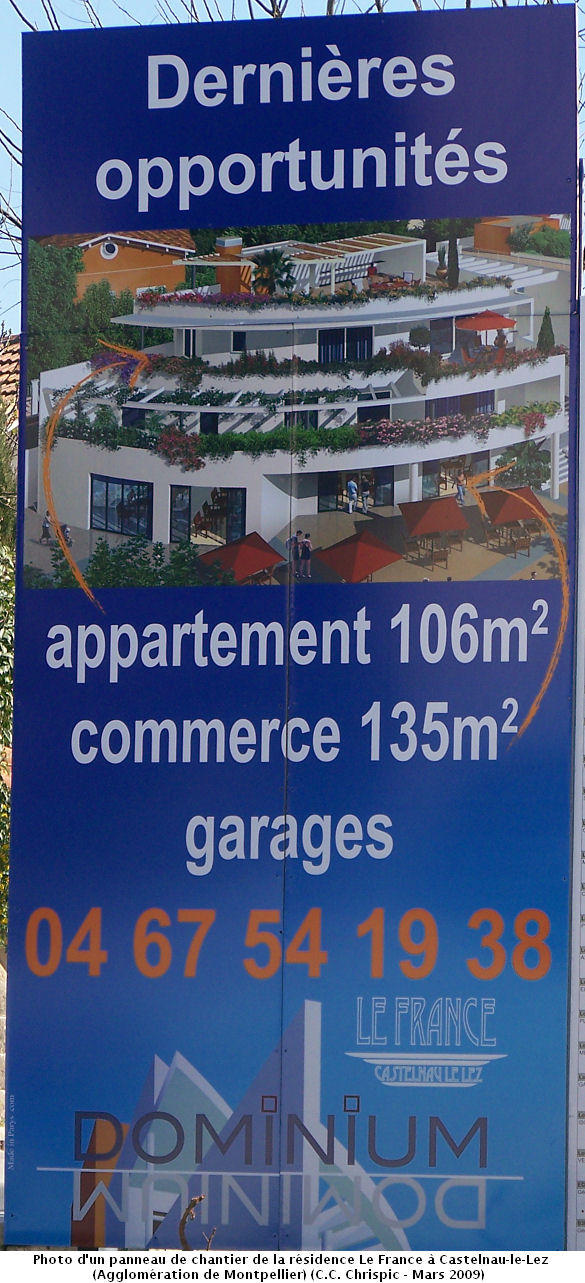 Dernières
opportunités
appartement 106m²
commerce 135m²
garages
04 67 54 19 38
LE FRANCE
CASTELNAU LE LEZ
DOMINIUM
DOMINIUM
Photo d'un panneau de chantier de la résidence Le France à Castelnau-le-Lez
(Agglomération de Montpellier) (C.C. Chrispic - Mars 2009)